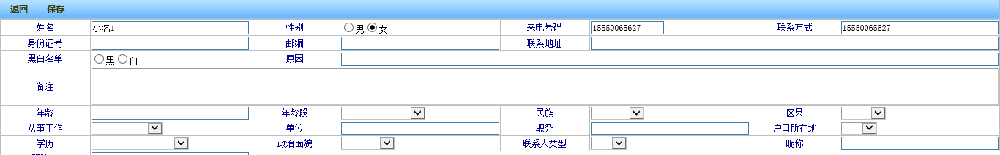 返回 保存
姓名 小名1 性别 男 女 来电号码 15550065627 联系方式 15550065627
身份证号 邮编 联系地址
黑白名单 黑 白 原因
备注
年龄 年龄段 民族 区县
从事工作 单位 职务 户口所在地
学历 政治面貌 联系人类型 昵称